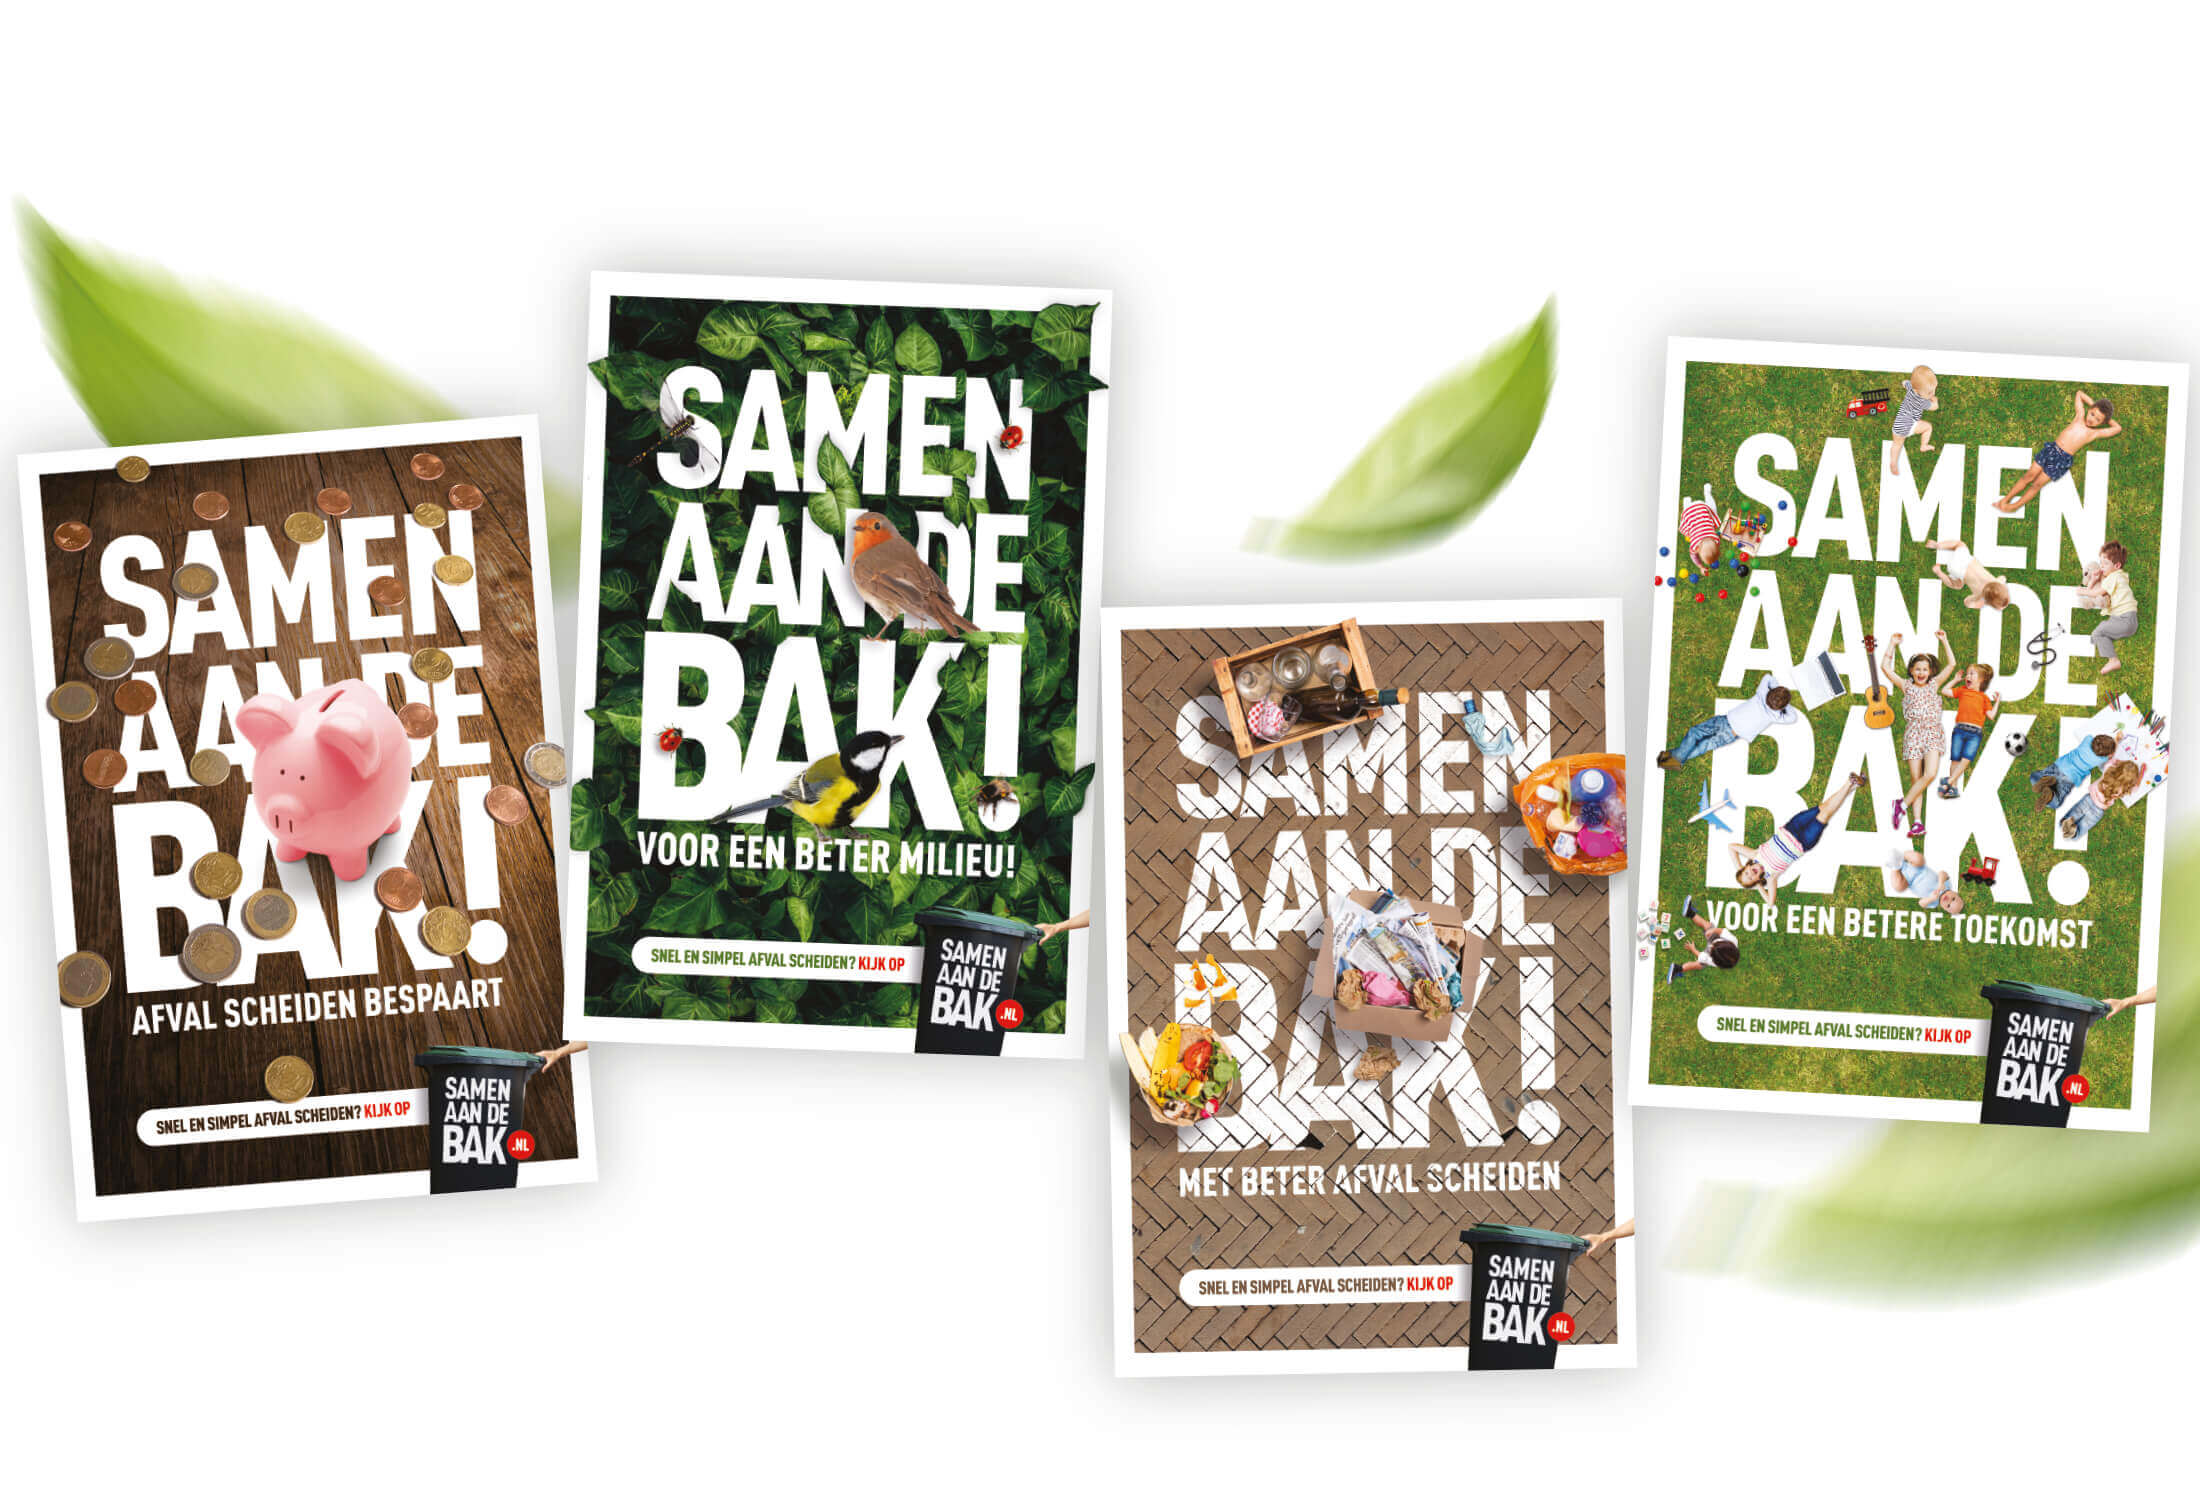 SAMEN
AAN DE
BAK!
AFVAL SCHEIDEN BESPAART
SNEL EN SIMPEL AFVAL SCHEIDEN? KIJK OP
SAMEN
AAN DE
BAK .NL
SAMEN
AAN DE
BAK!
VOOR EEN BETER MILIEU!
SNEL EN SIMPEL AFVAL SCHEIDEN? KIJK OP
SAMEN
AAN DE
BAK .NL
SAMEN
AAN DE
BAK!
MET BETER AFVAL SCHEIDEN
SNEL EN SIMPEL AFVAL SCHEIDEN? KIJK OP
SAMEN
AAN DE
BAK .NL
SAMEN
AAN DE
BAK!
VOOR EEN BETERE TOEKOMST
SNEL EN SIMPEL AFVAL SCHEIDEN? KIJK OP
SAMEN
AAN DE
BAK .NL